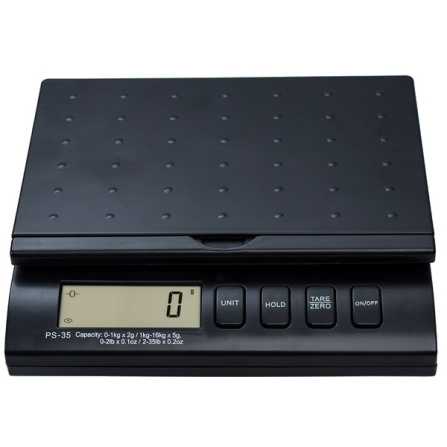 -0- 0 g
UNIT HOLD TARE ZERO ON/OFF
PS-35 Capacity: 0-1kg x 2g / 1kg-16kg x 5g,
0-2lb x 0.1oz / 2-35lb x 0.2oz